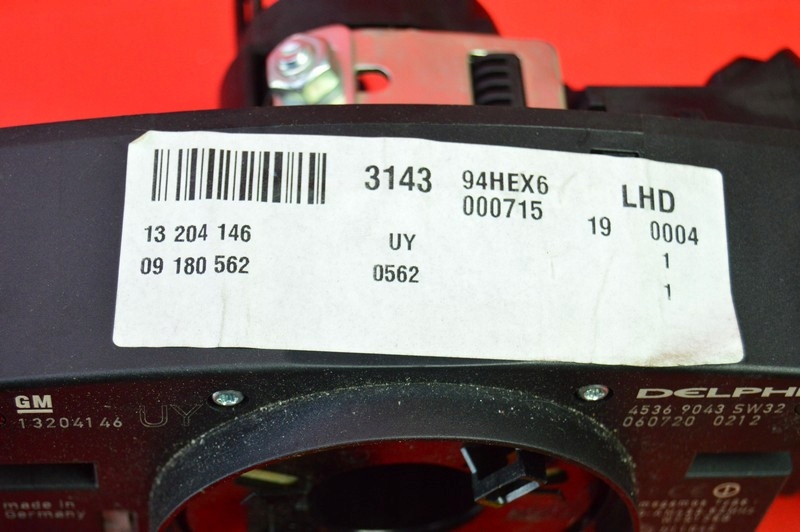 3143 94HEX6 LHD
000715
13 204 146 UY 19 0004
09 180 562 0562 1
1
GM DELPHI
13204146 UY 4536 9043 SW32
060720 0212
made in
Germany